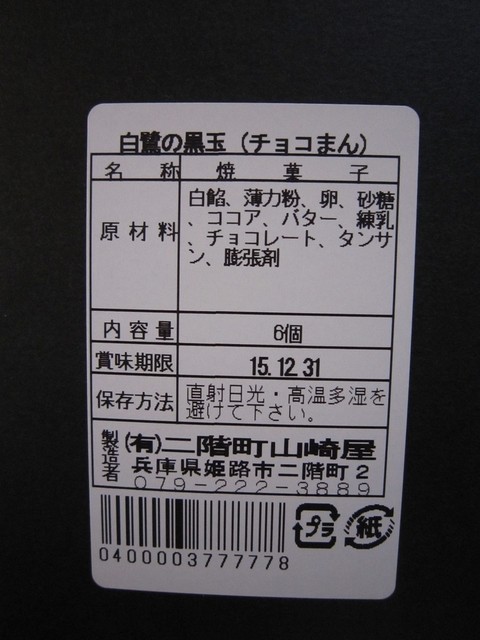 白鷺の黒玉（チョコまん）
名称 焼菓子
原材料 白餡、薄力粉、卵、砂糖
、ココア、バター、練乳
、チョコレート、タンサ
ン、膨張剤
内容量 6個
賞味期限 15.12.31
保存方法 直射日光・高温多湿を
避けて下さい。
製造者 (有)二階町山崎屋
兵庫県姫路市二階町２
079-222-3889
プラ 紙
0400003777778